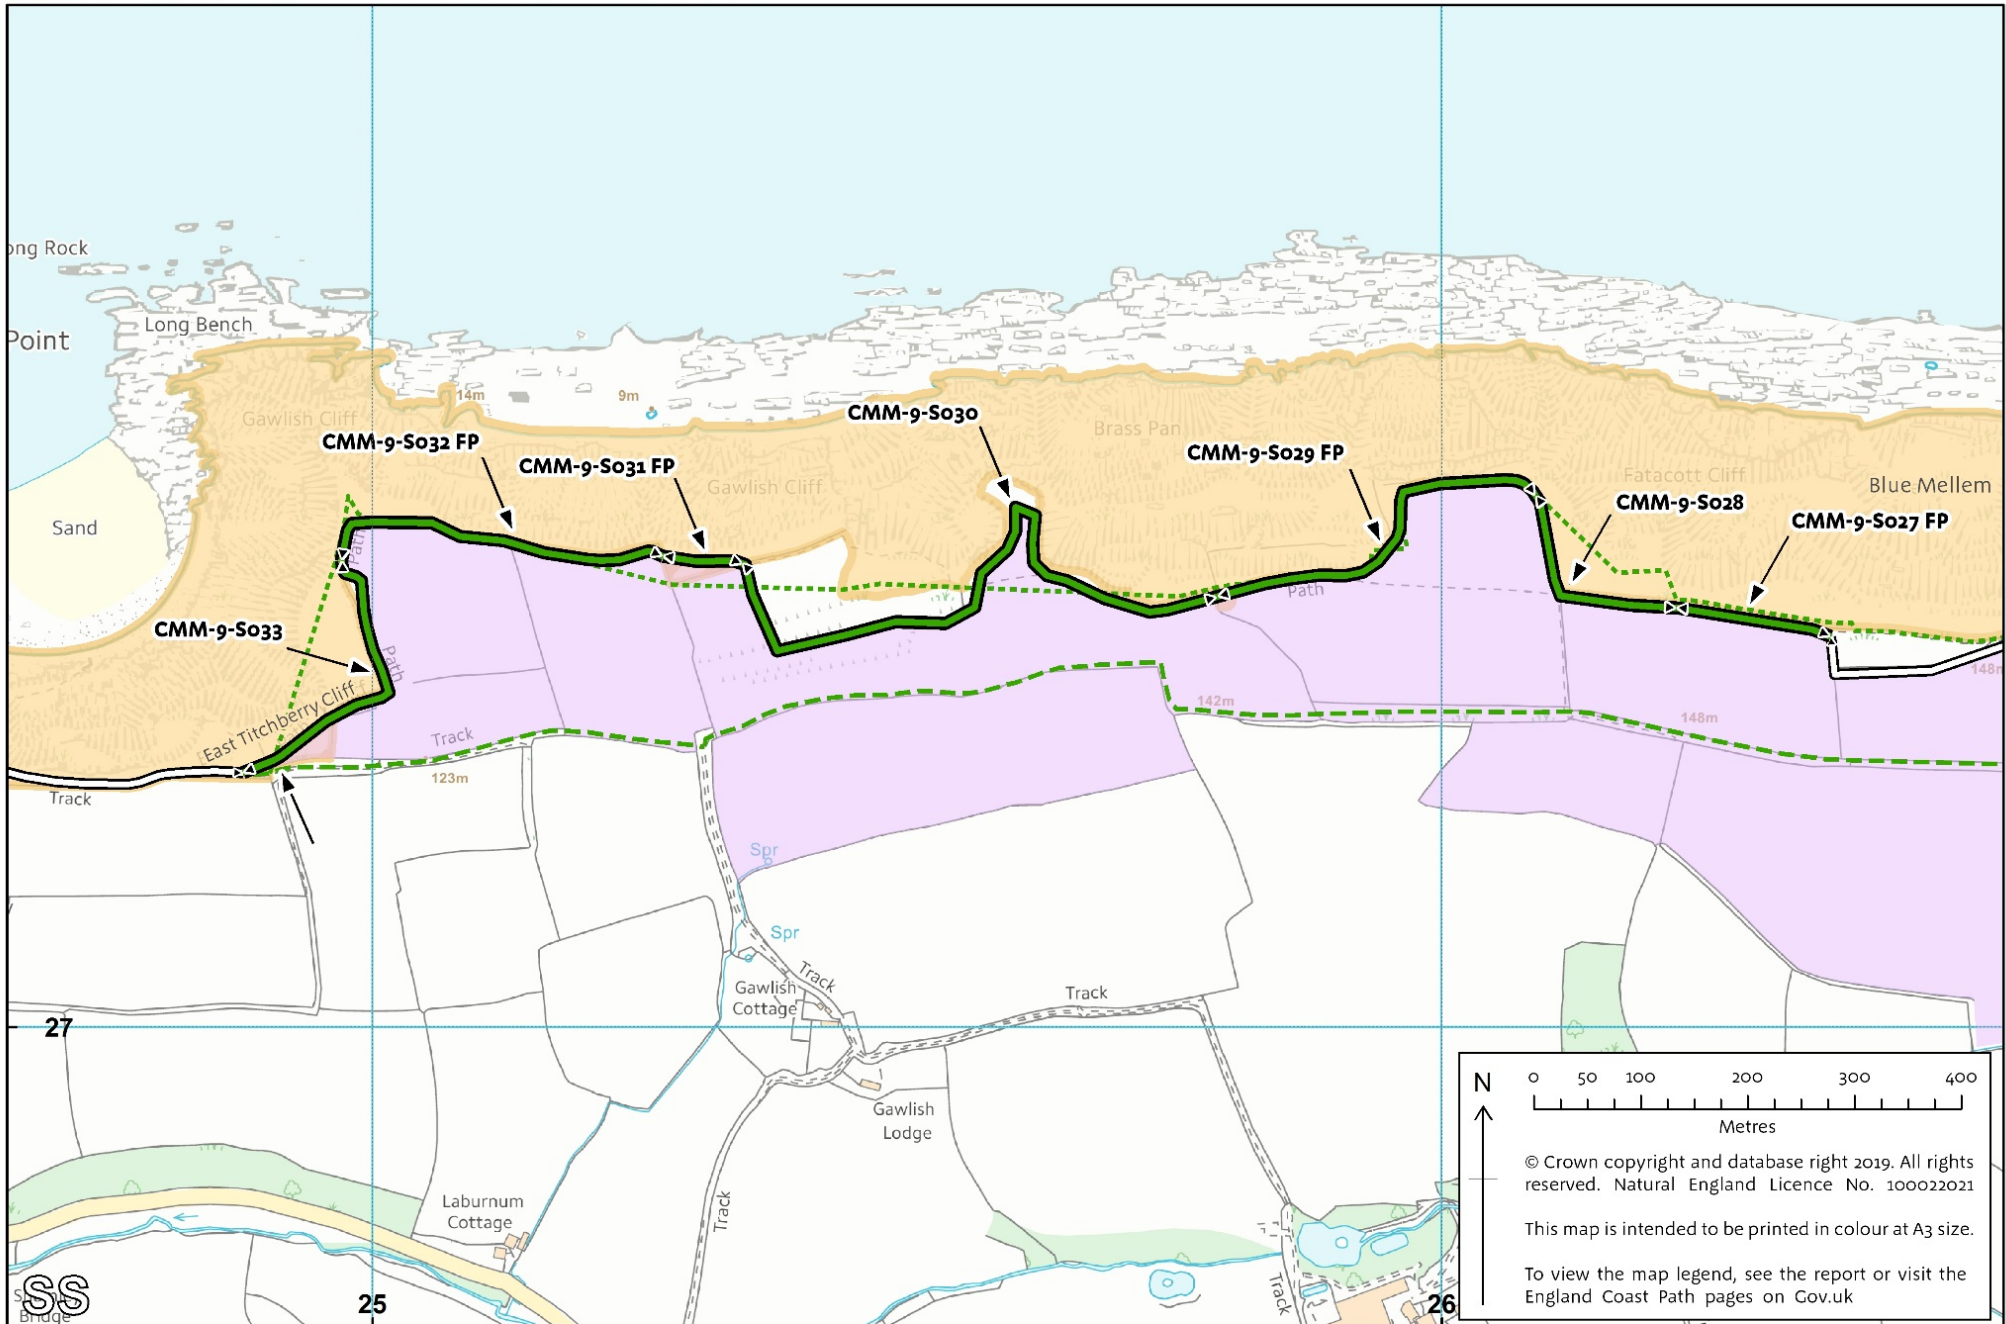 ong Rock
Point
Long Bench
14m
9m
Gawlish Cliff
CMM-9-S032 FP
CMM-9-S031 FP
Gawlish Cliff
CMM-9-S030
Brass Pan
CMM-9-S029 FP
Fatacott Cliff
Blue Mellem
CMM-9-S028
CMM-9-S027 FP
Sand
Path
Path
Path
CMM-9-S033
East Titchberry Cliff
Track
123m
142m
148m
148m
Track
Spr
Spr
Track
Gawlish
Cottage
Track
27
Gawlish
Lodge
Laburnum
Cottage
Track
Track
SS
Bridge
25
26
N
0 50 100 200 300 400
Metres
© Crown copyright and database right 2019. All rights
reserved. Natural England Licence No. 100022021
This map is intended to be printed in colour at A3 size.
To view the map legend, see the report or visit the
England Coast Path pages on Gov.uk